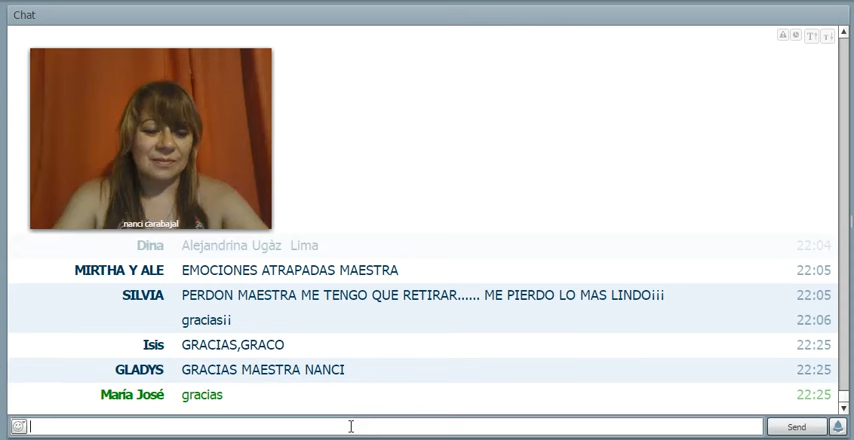 Chat
nanci carabajal
Dina Alejandrina Ugàz Lima 22:04
MIRTHA Y ALE EMOCIONES ATRAPADAS MAESTRA 22:05
SILVIA PERDON MAESTRA ME TENGO QUE RETIRAR...... ME PIERDO LO MAS LINDO¡¡¡ 22:05
gracias¡¡ 22:06
Isis GRACIAS,GRACO 22:25
GLADYS GRACIAS MAESTRA NANCI 22:25
María José gracias 22:25
Send